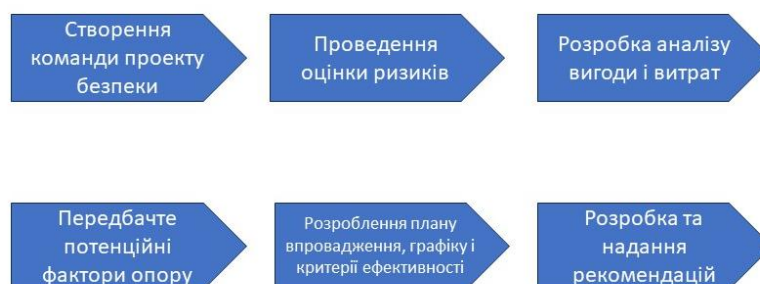 Створення
команди проекту
безпеки
Проведення
оцінки ризиків
Розробка аналізу
вигоди і витрат
Передбачте
потенційні
фактори опору
Розроблення плану
впровадження, графіку і
критерії ефективності
Розробка та
надання
рекомендацій